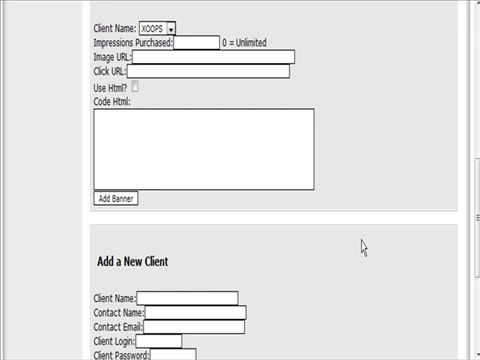 Client Name: XOOPS
Impressions Purchased: 0 = Unlimited
Image URL:
Click URL:
Use Html?
Code Html:
Add Banner
Add a New Client
Client Name:
Contact Name:
Contact Email:
Client Login:
Client Password: